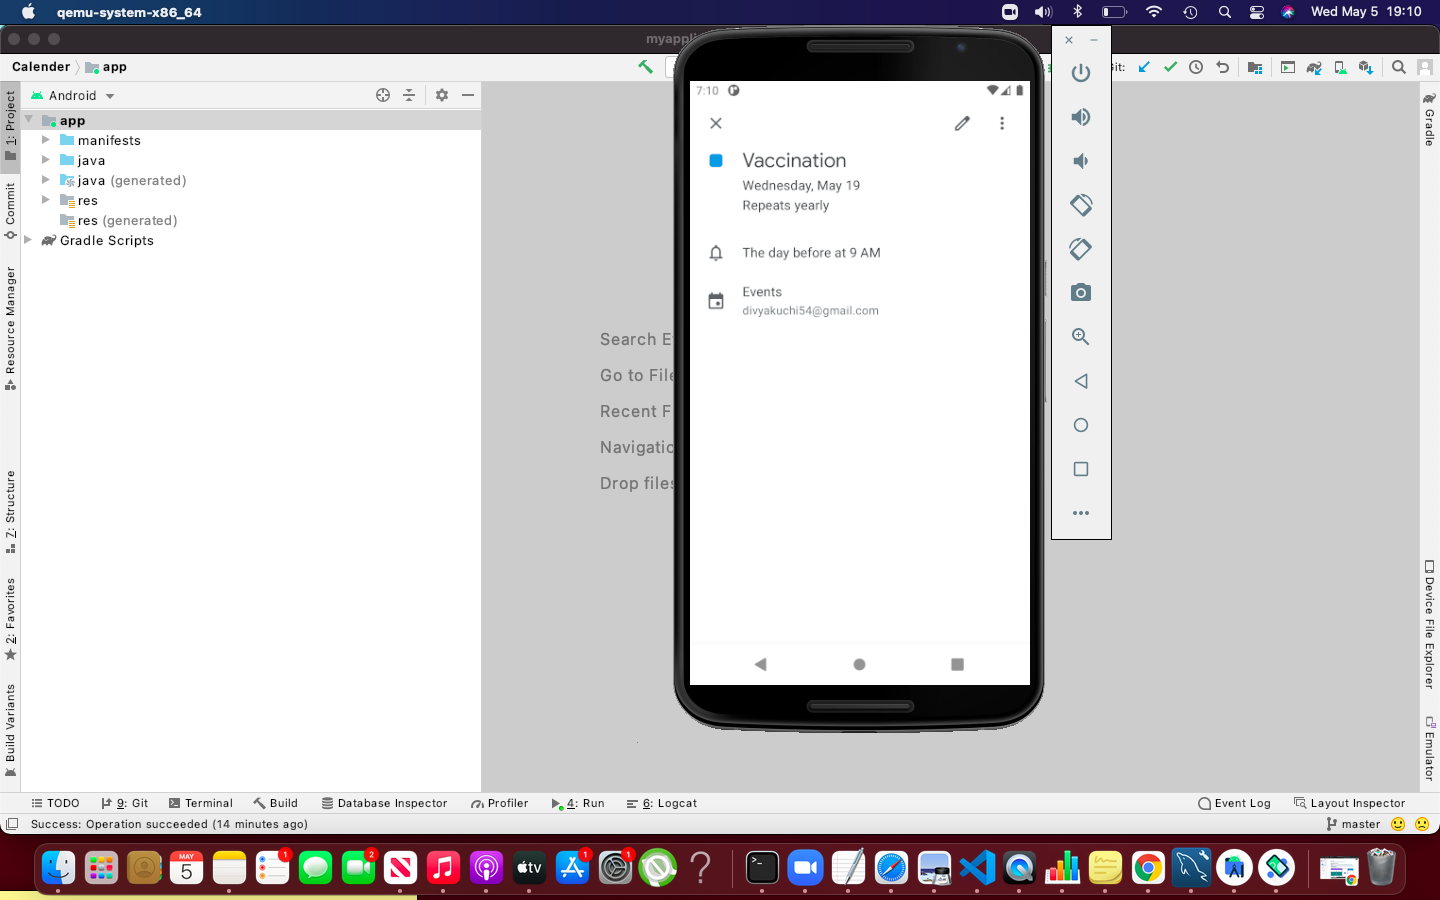 qemu-system-x86_64
Wed May 5 19:10
myappli
Calender
app
Git:
Android
app
manifests
java
java (generated)
res
res (generated)
Gradle Scripts
1: Project
Commit
Resource Manager
Z: Structure
2: Favorites
Build Variants
Search E
Go to File
Recent F
Navigatio
Drop files
7:10
Vaccination
Wednesday, May 19
Repeats yearly
The day before at 9 AM
Events
divyakuchi54@gmail.com
Gradle
Device File Explorer
Emulator
TODO
9: Git
Terminal
Build
Database Inspector
Profiler
4: Run
6: Logcat
Event Log
Layout Inspector
Success: Operation succeeded (14 minutes ago)
master
MAY
5
1
2
tv
1
1
>_